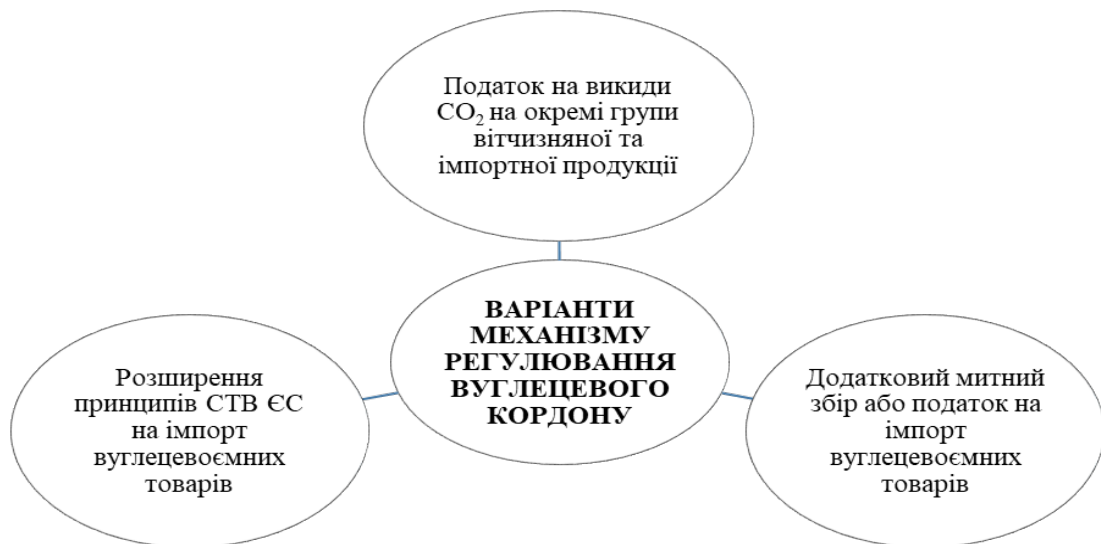 Податок на викиди
CO₂ на окремі групи
вітчизняної та
імпортної продукції
ВАРІАНТИ
МЕХАНІЗМУ
РЕГУЛЮВАННЯ
ВУГЛЕЦЕВОГО
КОРДОНУ
Розширення
принципів СТВ ЄС
на імпорт
вуглецевоємних
товарів
Додатковий митний
збір або податок на
імпорт
вуглецевоємних
товарів